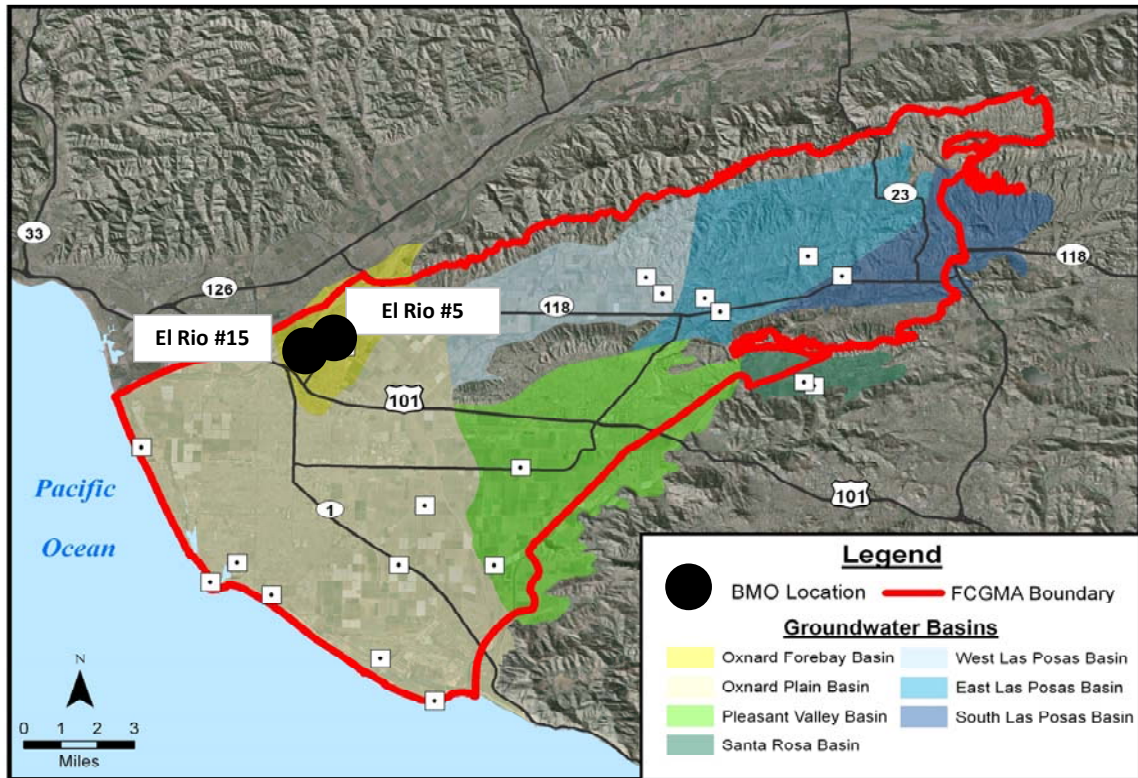 33
126
23
118
118
El Rio #5
El Rio #15
101
Pacific
Ocean
1
101
N
0 1 2 3
Miles
Legend
BMO Location
FCGMA Boundary
Groundwater Basins
Oxnard Forebay Basin
West Las Posas Basin
Oxnard Plain Basin
East Las Posas Basin
Pleasant Valley Basin
South Las Posas Basin
Santa Rosa Basin